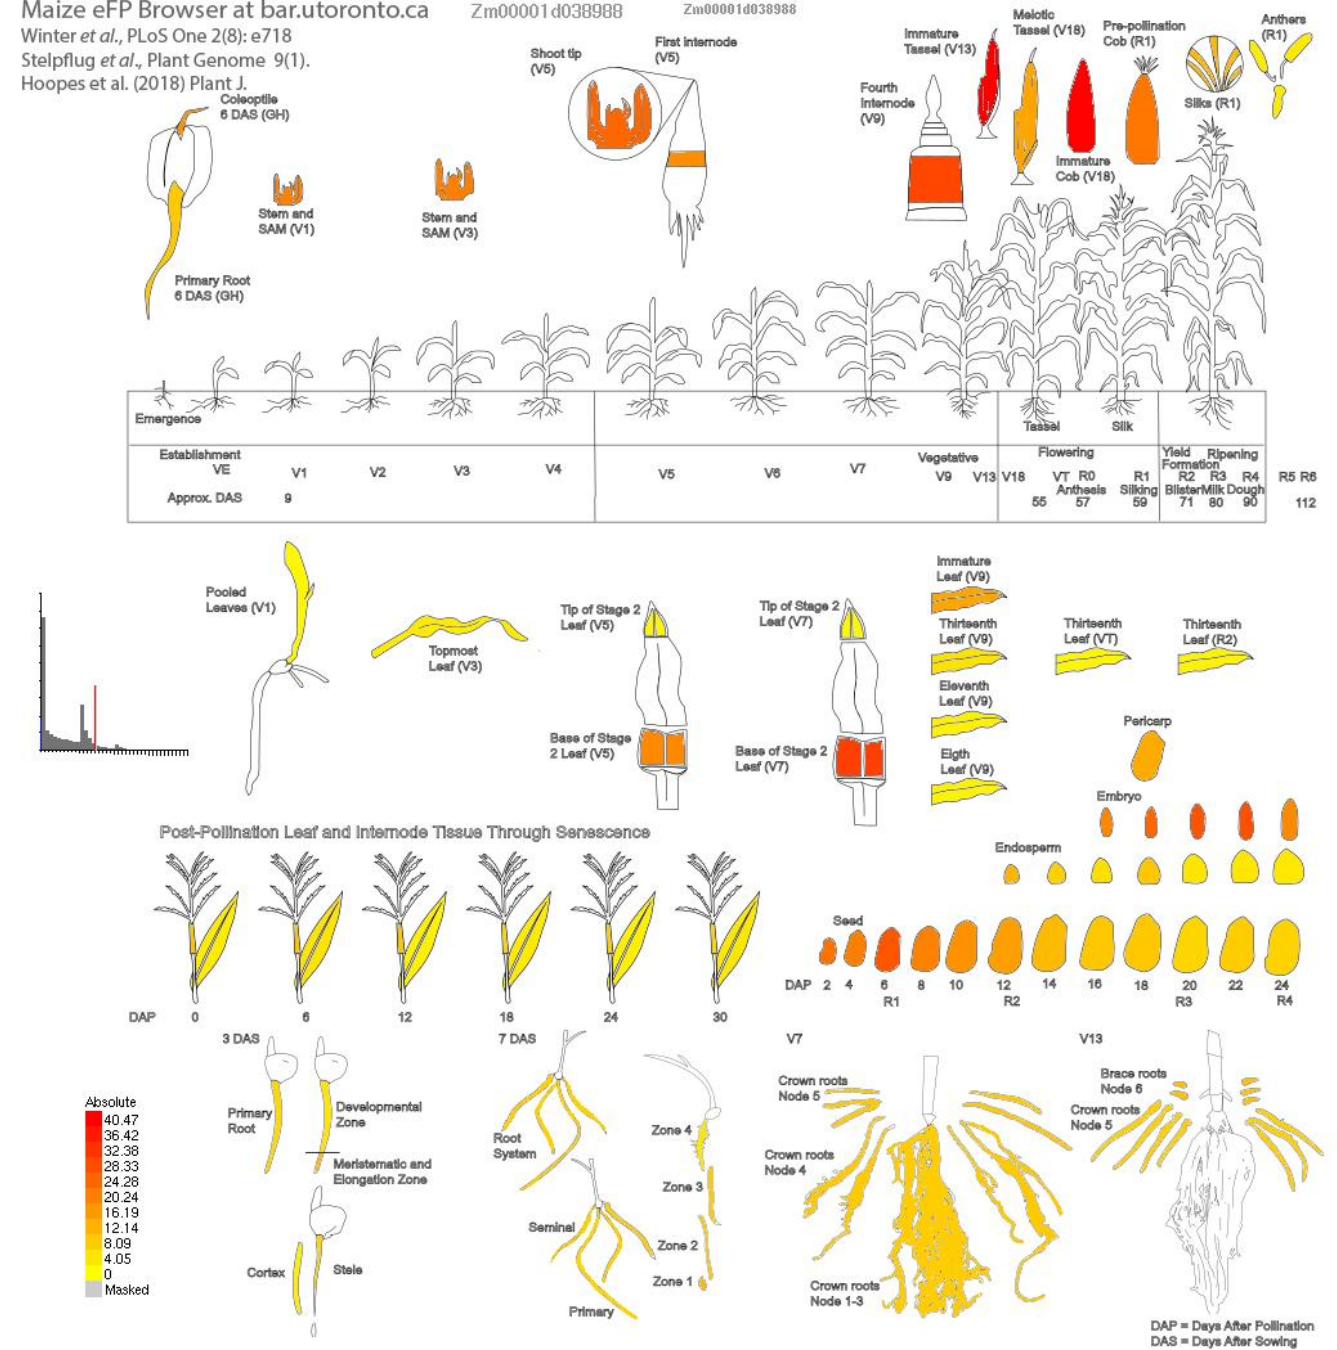 Maize eFP Browser at bar.utoronto.ca
Zm00001d038988
Zm00001d038988
Winter et al., PLoS One 2(8): e718
Stelpflug et al., Plant Genome 9(1).
Hoopes et al. (2018) Plant J.
Coleoptile
6 DAS (GH)
Primary Root
6 DAS (GH)
Stem and
SAM (V1)
Stem and
SAM (V3)
Shoot tip
(V5)
First internode
(V5)
Fourth
Internode
(V9)
Immature
Tassel (V13)
Meiotic
Tassel (V18)
Immature
Cob (V18)
Pre-pollination
Cob (R1)
Silks (R1)
Anthers
(R1)
Emergence
Tassel
Silk
Establishment
Vegetative
Flowering
Yield
Formation
Ripening
VE
V1
V2
V3
V4
V5
V6
V7
V9
V13
V18
VT
R0
R1
R2
R3
R4
R5
R6
Anthesis
Silking
Blister
Milk
Dough
Approx. DAS
9
55
57
59
71
80
90
112
Pooled
Leaves (V1)
Topmost
Leaf (V3)
Tip of Stage 2
Leaf (V5)
Base of Stage
2 Leaf (V5)
Tip of Stage 2
Leaf (V7)
Base of Stage 2
Leaf (V7)
Immature
Leaf (V9)
Thirteenth
Leaf (V9)
Eleventh
Leaf (V9)
Eigth
Leaf (V9)
Thirteenth
Leaf (VT)
Thirteenth
Leaf (R2)
Pericarp
Embryo
Endosperm
Seed
DAP
2
4
6
8
10
12
14
16
18
20
22
24
R1
R2
R3
R4
Post-Pollination Leaf and Internode Tissue Through Senescence
DAP
0
6
12
18
24
30
3 DAS
Primary
Root
Developmental
Zone
Meristematic and
Elongation Zone
Cortex
Stele
7 DAS
Root
System
Seminal
Primary
Zone 4
Zone 3
Zone 2
Zone 1
V7
Crown roots
Node 5
Crown roots
Node 4
Crown roots
Node 1-3
V13
Brace roots
Node 6
Crown roots
Node 5
Absolute
40.47
36.42
32.38
28.33
24.28
20.24
16.19
12.14
8.09
4.05
0
Masked
DAP = Days After Pollination
DAS = Days After Sowing